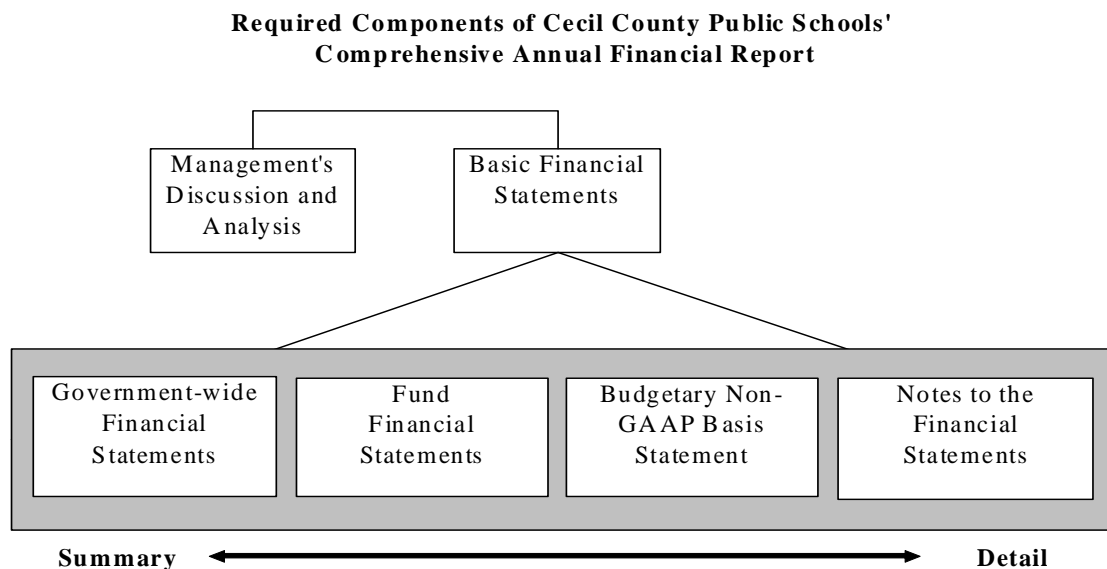 Required Components of Cecil County Public Schools'
Comprehensive Annual Financial Report
Management's
Discussion and
Analysis
Basic Financial
Statements
Government-wide
Financial
Statements
Fund
Financial
Statements
Budgetary Non-
GAAP Basis
Statement
Notes to the
Financial
Statements
Summary
Detail